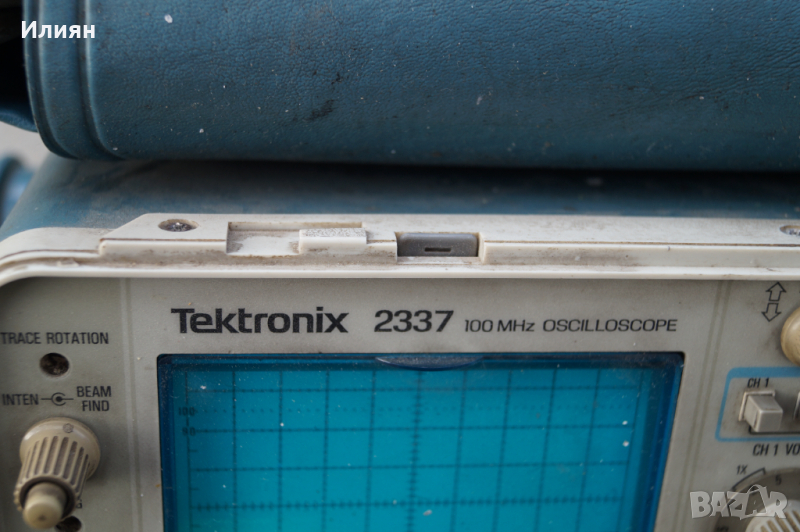 Илиян
Tektronix 2337 100 MHz OSCILLOSCOPE
TRACE ROTATION
INTEN
BEAM
FIND
100
90
CH 1
CH 1 VO
1X
5
BAZAR